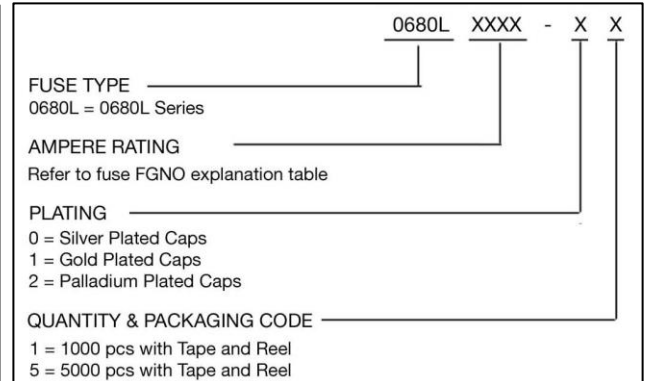 0680L XXXX - X X
FUSE TYPE
0680L = 0680L Series
AMPERE RATING
Refer to fuse FGNO explanation table
PLATING
0 = Silver Plated Caps
1 = Gold Plated Caps
2 = Palladium Plated Caps
QUANTITY & PACKAGING CODE
1 = 1000 pcs with Tape and Reel
5 = 5000 pcs with Tape and Reel